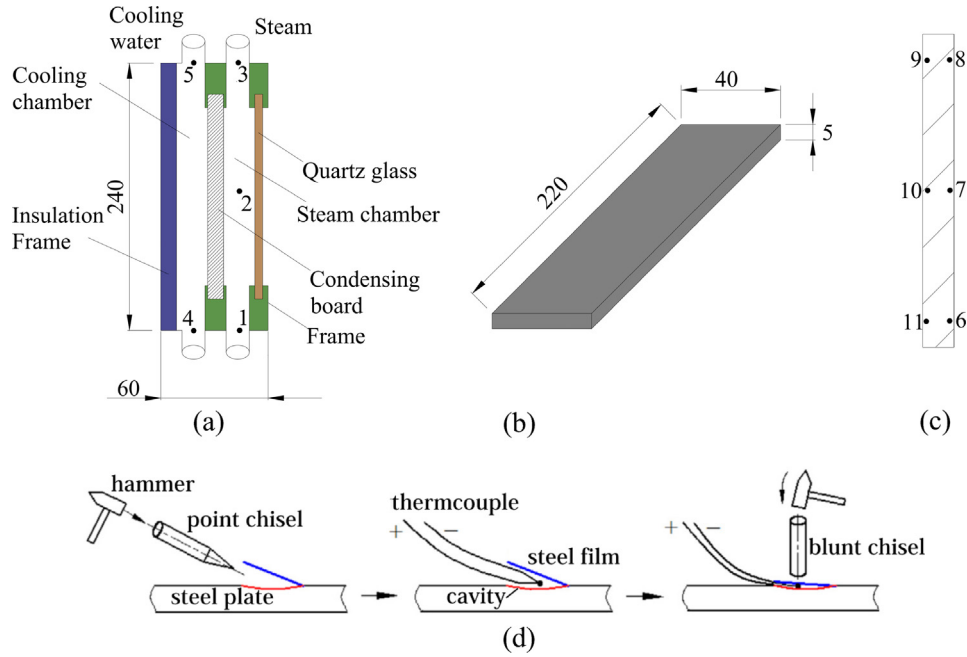 Cooling
water
Steam
5
3
Cooling
chamber
240
Quartz glass
2
Steam chamber
Insulation
Frame
Condensing
board
4
1
Frame
60
(a)
40
5
220
(b)
9
8
10
7
11
6
(c)
hammer
point chisel
steel plate
thermcouple
+
−
steel film
cavity
+
−
blunt chisel
(d)